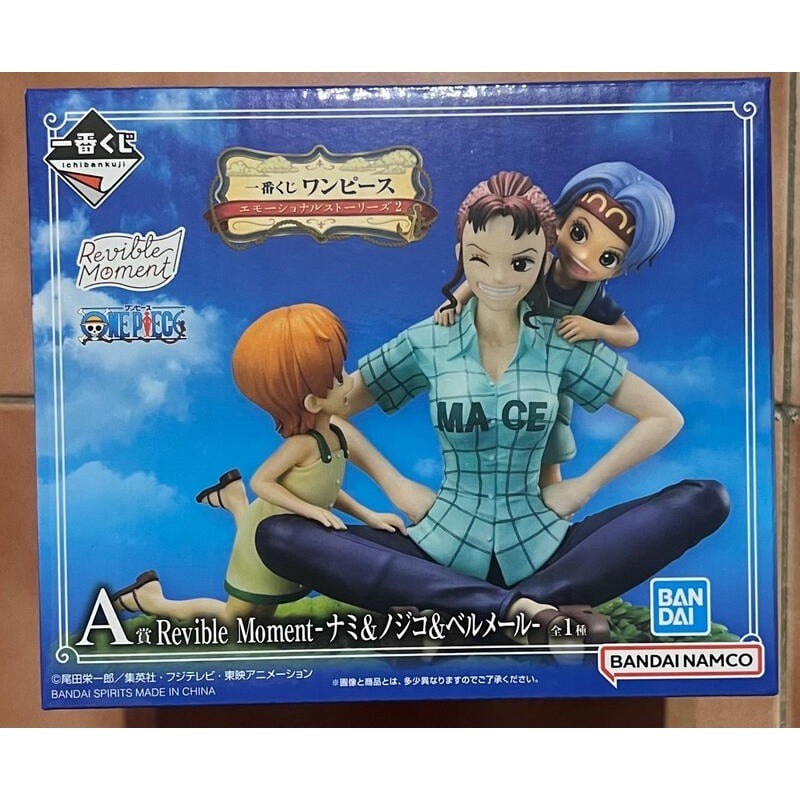 一番くじ
ichibankuji
一番くじ ワンピース
エモーショナルストーリーズ2
Revible
Moment
ワンピース
ONE PIECE
MA CE
A賞 Revible Moment-ナミ&ノジコ&ベルメール- 全1種
BAN
DAI
BANDAI NAMCO
©尾田栄一郎/集英社・フジテレビ・東映アニメーション
BANDAI SPIRITS MADE IN CHINA
※画像と商品とは、多少異なりますのでご了承ください。